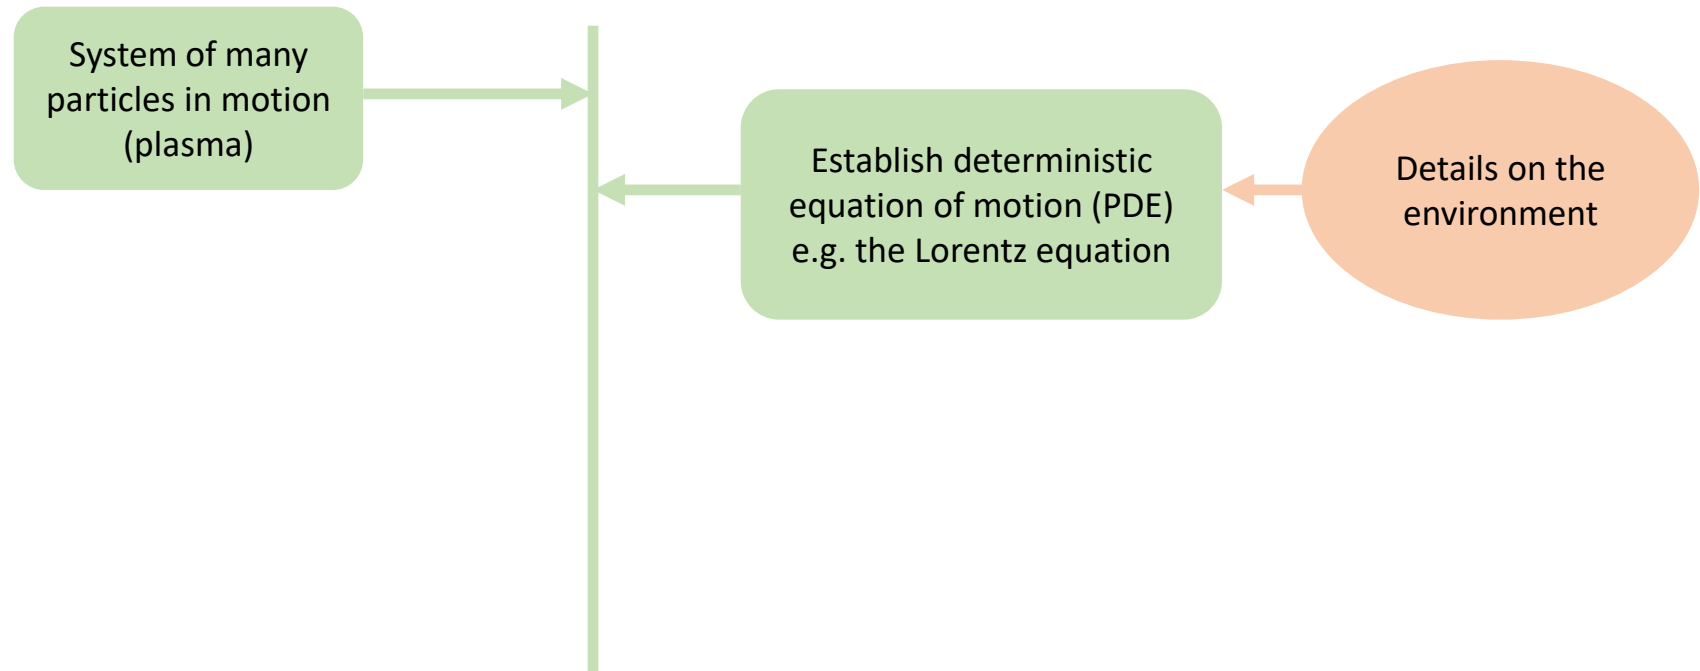 System of many
particles in motion
(plasma)
Establish deterministic
equation of motion (PDE)
e.g. the Lorentz equation
Details on the
environment